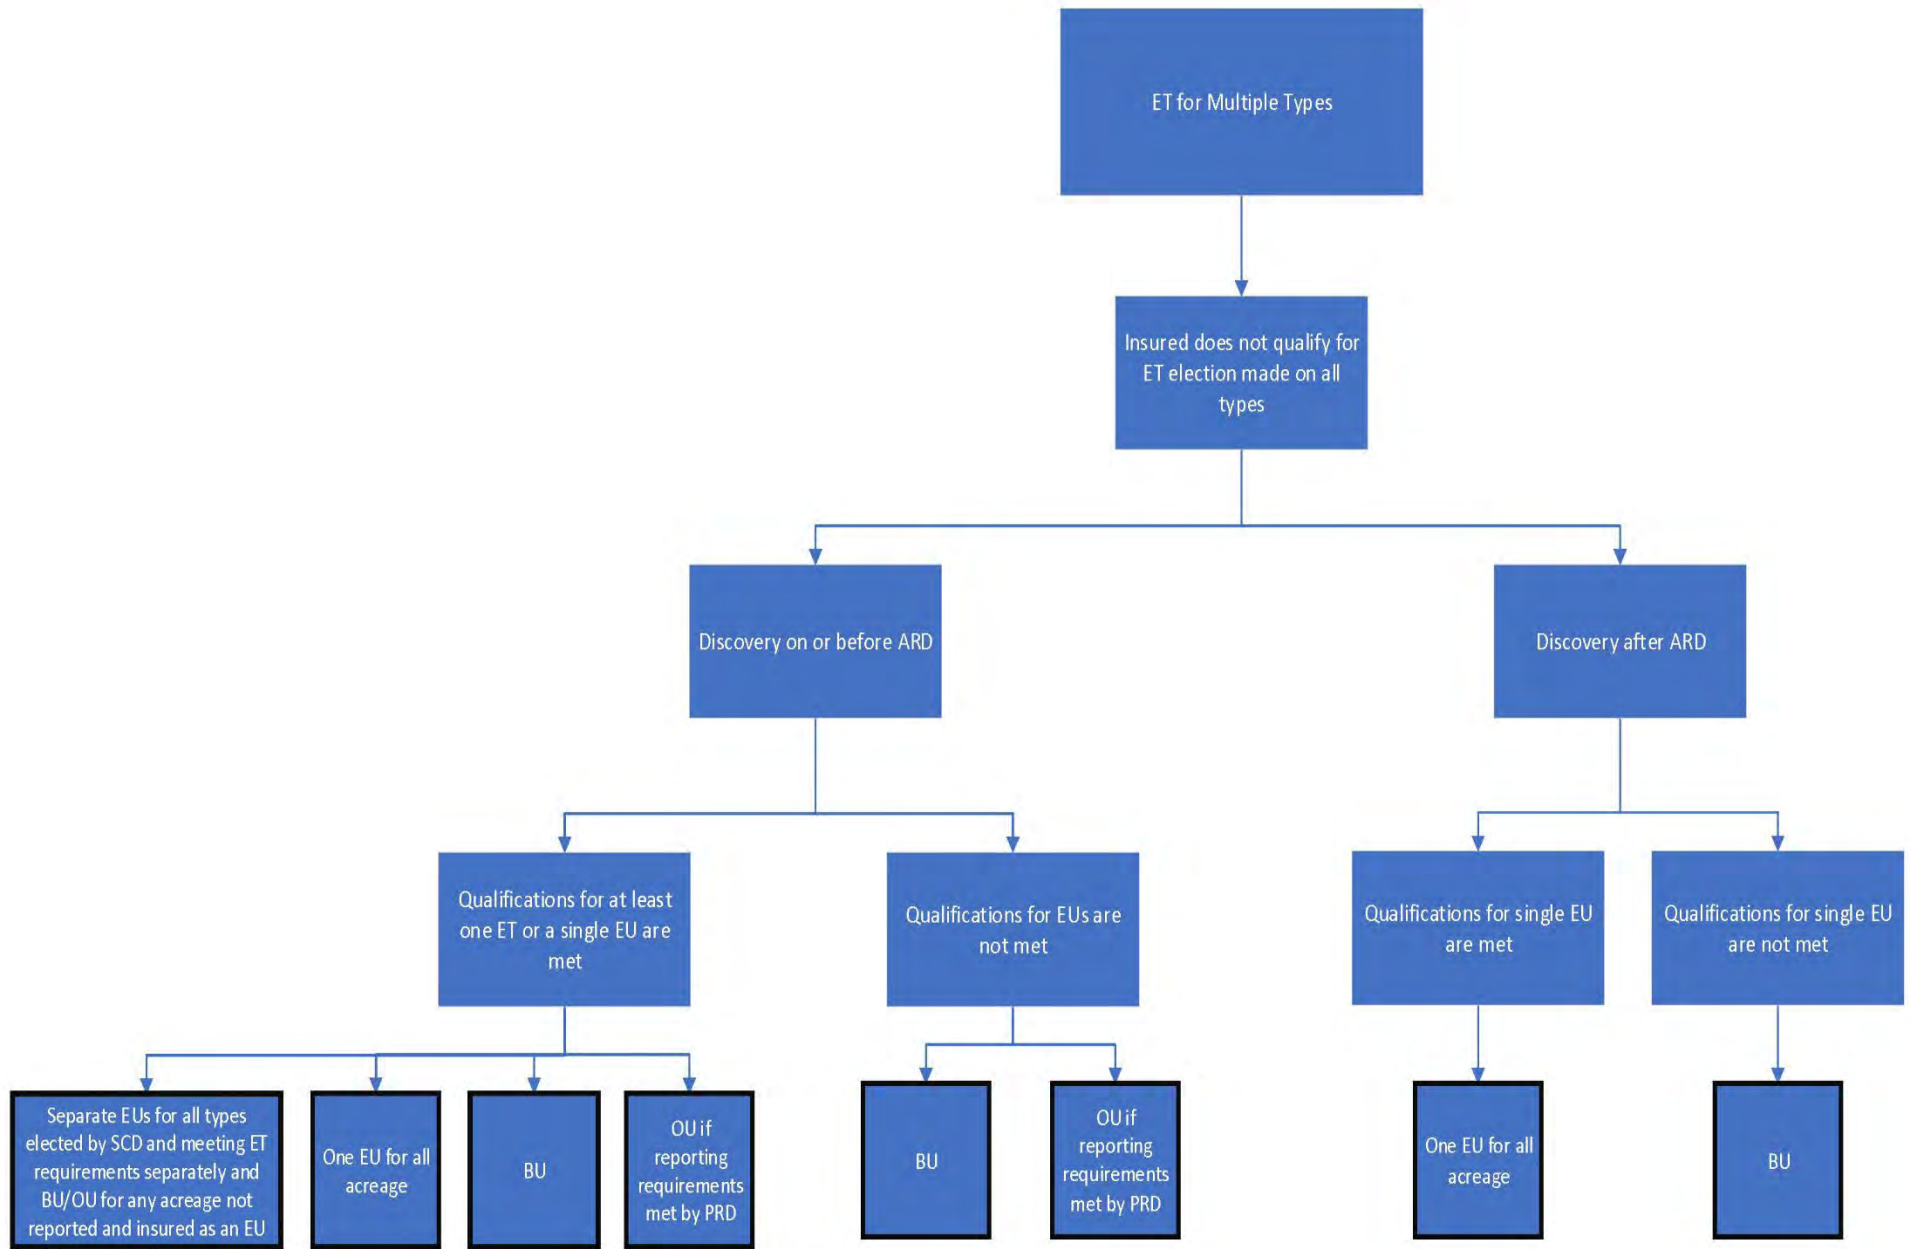 ET for Multiple Types
Insured does not qualify for
ET election made on all
types
Discovery on or before ARD
Discovery after ARD
Qualifications for at least
one ET or a single EU are
met
Qualifications for EUs are
not met
Qualifications for single EU
are met
Qualifications for single EU
are not met
Separate EUs for all types
elected by SCD and meeting ET
requirements separately and
BU/OU for any acreage not
reported and insured as an EU
One EU for all
acreage
BU
OU if
reporting
requirements
met by PRD
BU
OU if
reporting
requirements
met by PRD
One EU for all
acreage
BU